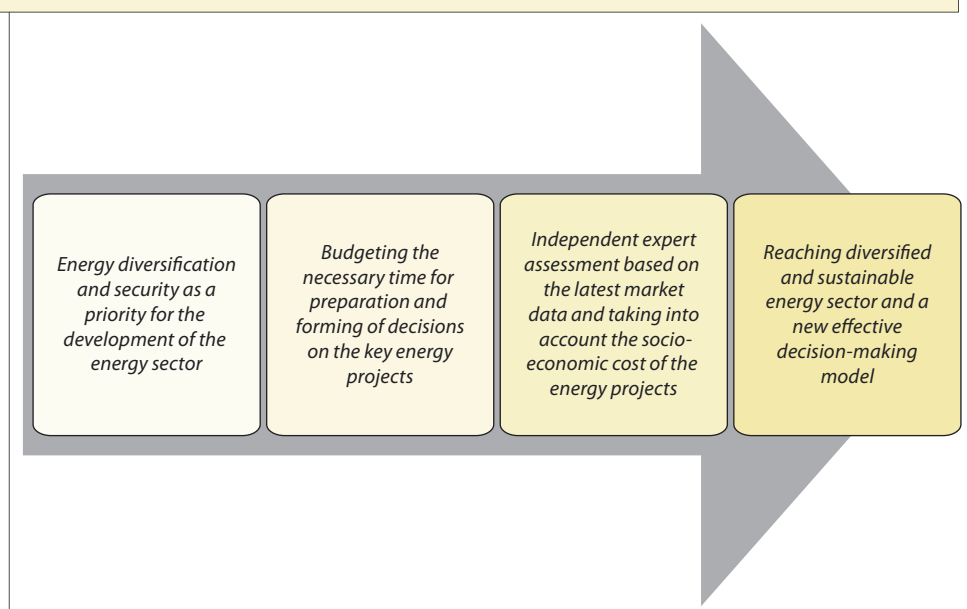 Energy diversification
and security as a
priority for the
development of the
energy sector
Budgeting the
necessary time for
preparation and
forming of decisions
on the key energy
projects
Independent expert
assessment based on
the latest market
data and taking into
account the socio-
economic cost of the
energy projects
Reaching diversified
and sustainable
energy sector and a
new effective
decision-making
model